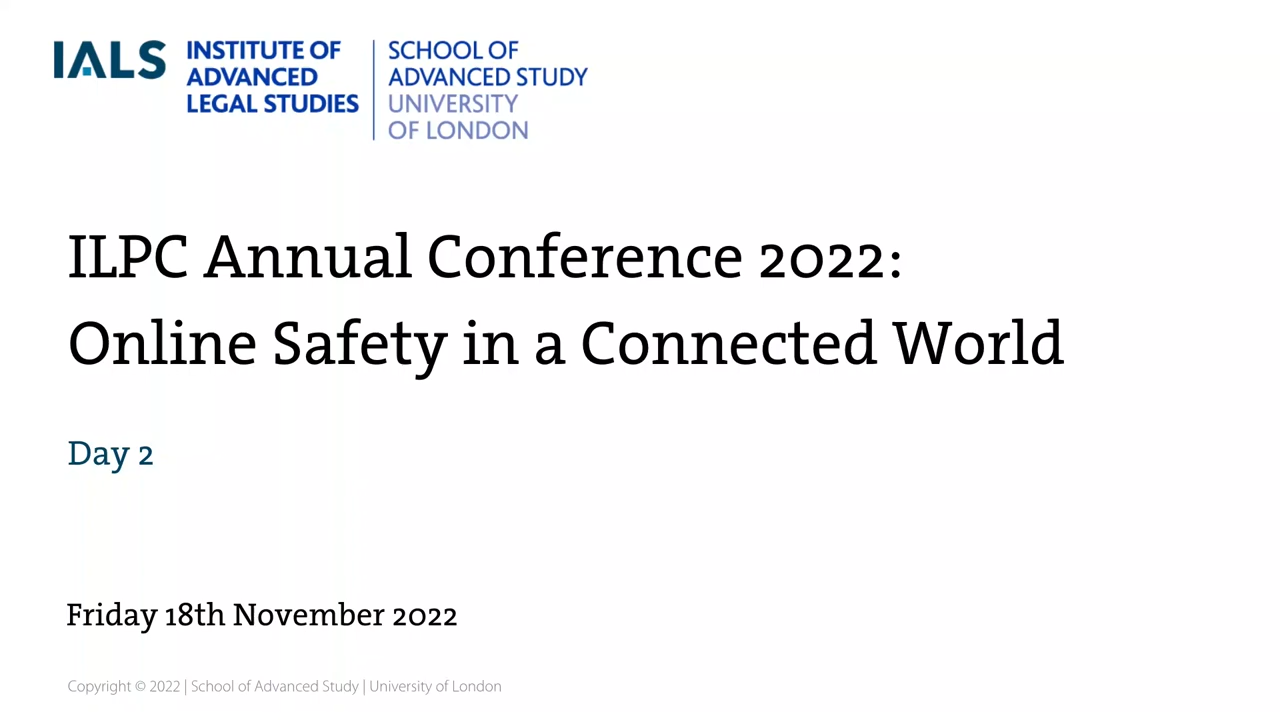 IALS
INSTITUTE OF
ADVANCED
LEGAL STUDIES
SCHOOL OF
ADVANCED STUDY
UNIVERSITY
OF LONDON
ILPC Annual Conference 2022:
Online Safety in a Connected World
Day 2
Friday 18th November 2022
Copyright © 2022 | School of Advanced Study | University of London